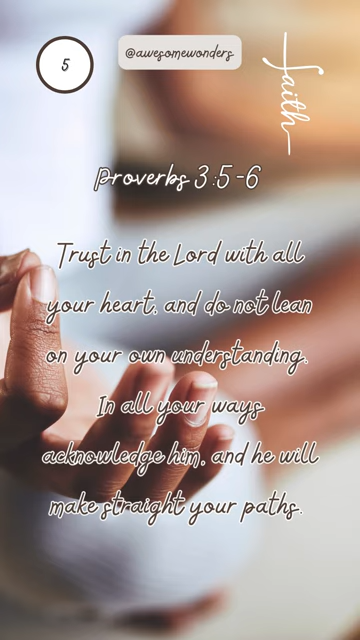 5
@awesomewonders
faith
Proverbs 3:5-6
Trust in the Lord with all
your heart, and do not lean
on your own understanding.
In all your ways
acknowledge him, and he will
make straight your paths.